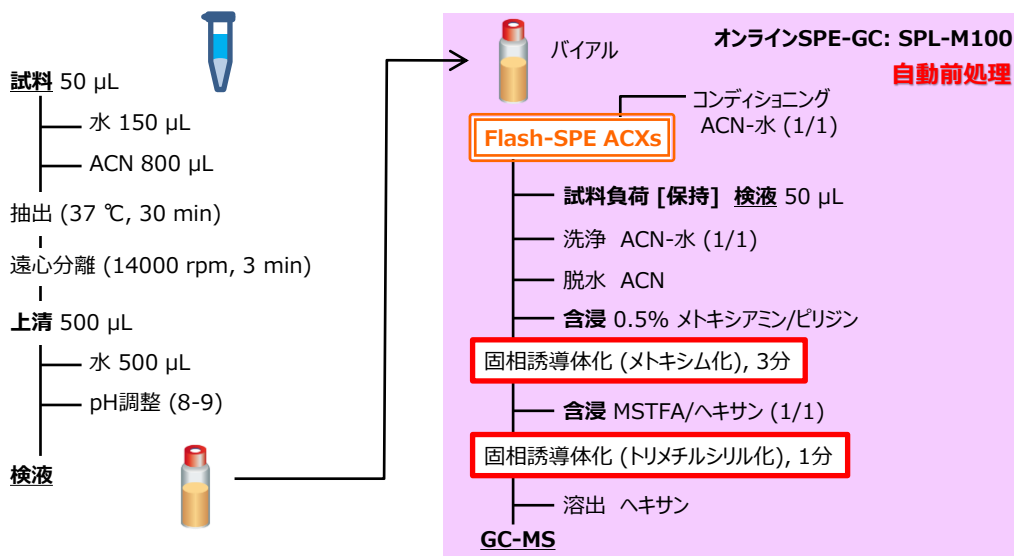 試料 50 µL
水 150 µL
ACN 800 µL
抽出 (37 ℃, 30 min)
遠心分離 (14000 rpm, 3 min)
上清 500 µL
水 500 µL
pH調整 (8-9)
検液
オンラインSPE-GC: SPL-M100
自動前処理
バイアル
コンディショニング
ACN-水 (1/1)
Flash-SPE ACXs
試料負荷 [保持] 検液 50 µL
洗浄 ACN-水 (1/1)
脱水 ACN
含浸 0.5% メトキシアミン/ピリジン
固相誘導体化 (メトキシム化), 3分
含浸 MSTFA/ヘキサン (1/1)
固相誘導体化 (トリメチルシリル化), 1分
溶出 ヘキサン
GC-MS